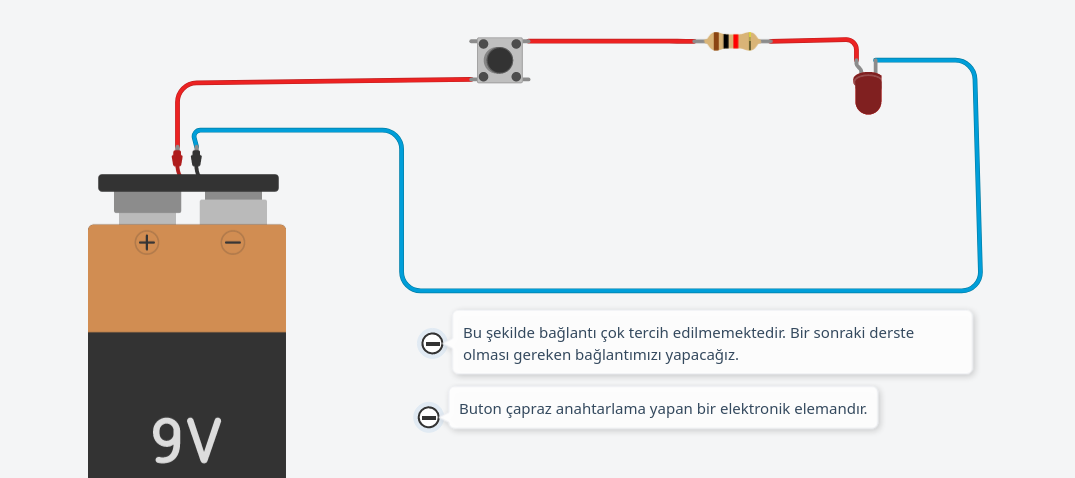 + −
9V
Bu şekilde bağlantı çok tercih edilmemektedir. Bir sonraki derste
olması gereken bağlantımızı yapacağız.
Buton çapraz anahtarlama yapan bir elektronik elemandır.